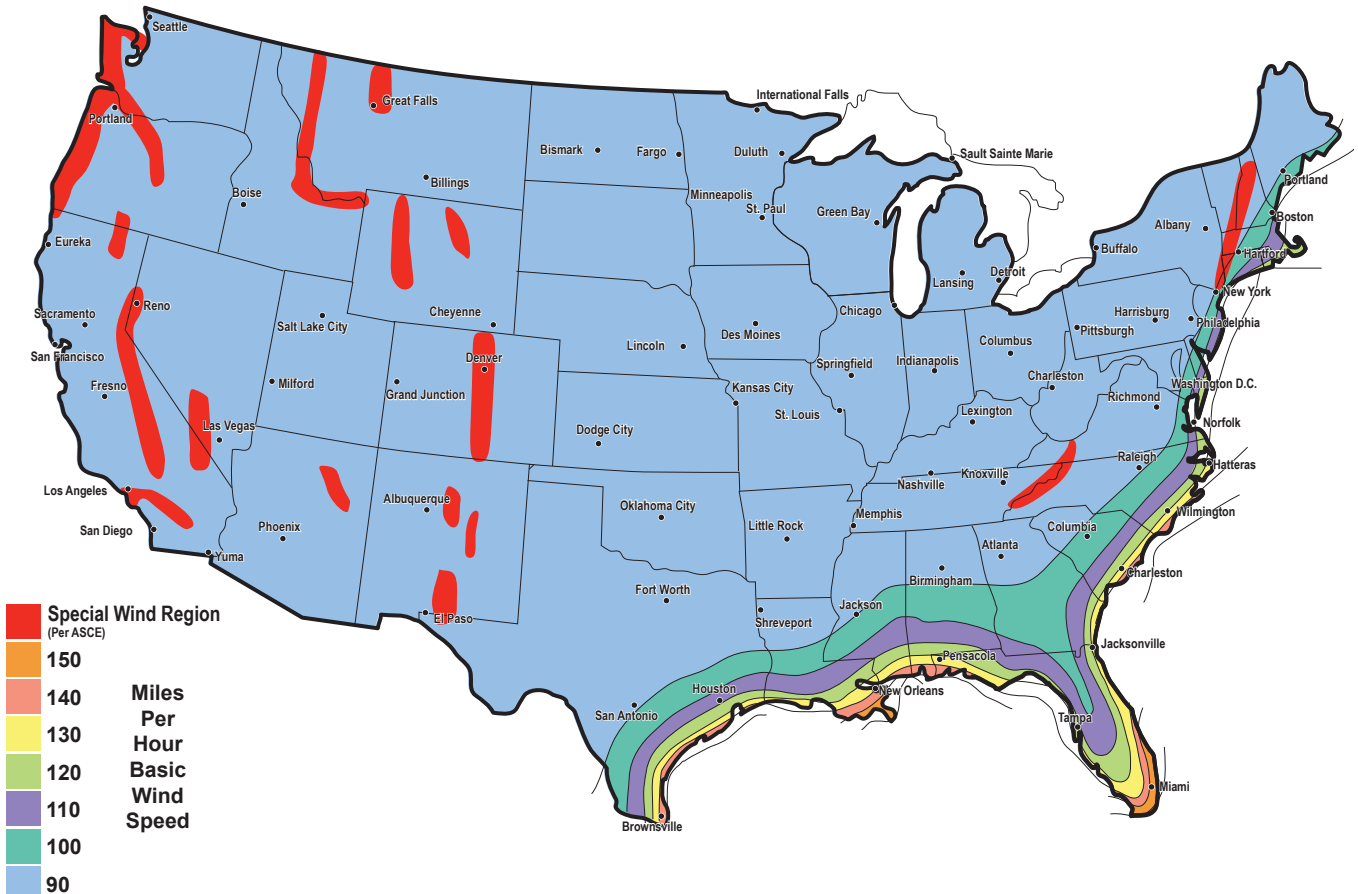 Seattle
Portland
Great Falls
Billings
Boise
Eureka
Reno
Sacramento
San Francisco
Fresno
Salt Lake City
Milford
Las Vegas
Los Angeles
San Diego
Yuma
Phoenix
Cheyenne
Denver
Grand Junction
Albuquerque
El Paso
International Falls
Bismark
Fargo
Duluth
Sault Sainte Marie
Minneapolis
St. Paul
Green Bay
Lansing
Detroit
Chicago
Des Moines
Lincoln
Springfield
Indianapolis
Columbus
Kansas City
St. Louis
Charleston
Lexington
Dodge City
Nashville
Knoxville
Oklahoma City
Little Rock
Memphis
Fort Worth
Shreveport
Jackson
Birmingham
Atlanta
Columbia
Houston
San Antonio
Brownsville
New Orleans
Pensacola
Tampa
Miami
Jacksonville
Charleston
Wilmington
Hatteras
Raleigh
Norfolk
Richmond
Washington D.C.
Philadelphia
Harrisburg
Pittsburgh
New York
Buffalo
Albany
Hartford
Boston
Portland
Special Wind Region
(Per ASCE)
150
140
130
120
110
100
90
Miles
Per
Hour
Basic
Wind
Speed